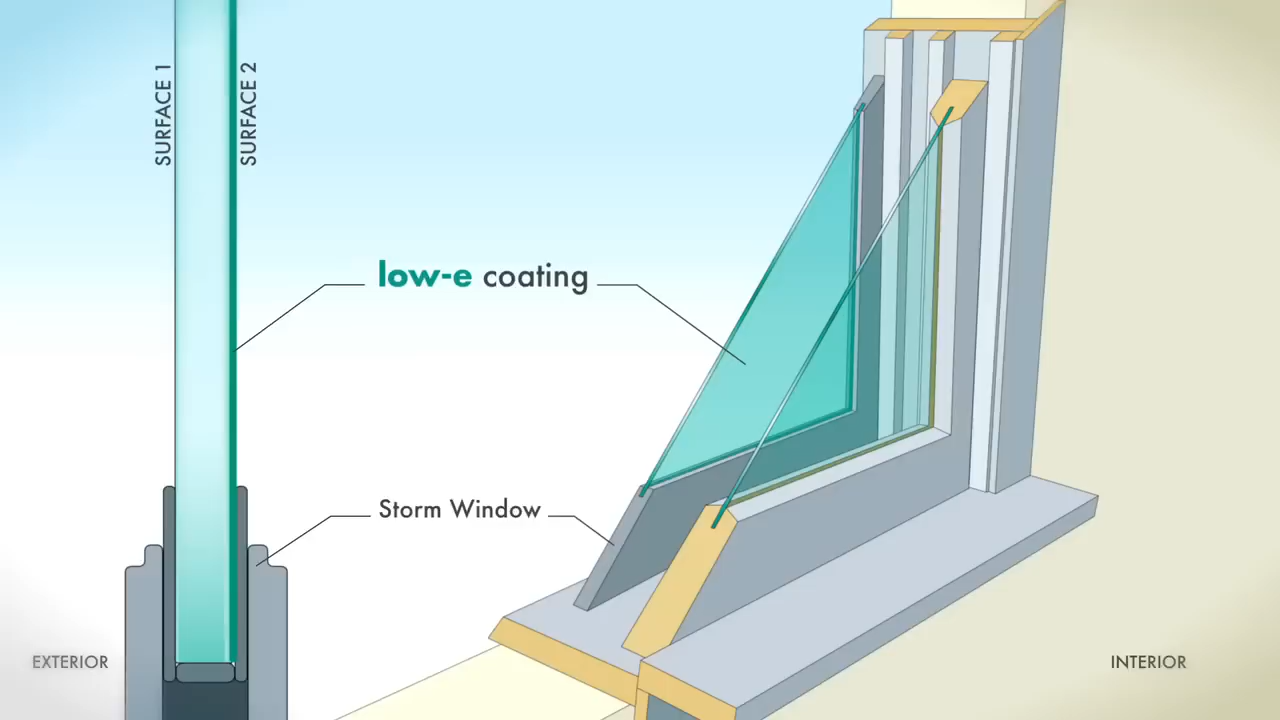 SURFACE 1
SURFACE 2
low-e coating
Storm Window
EXTERIOR
INTERIOR